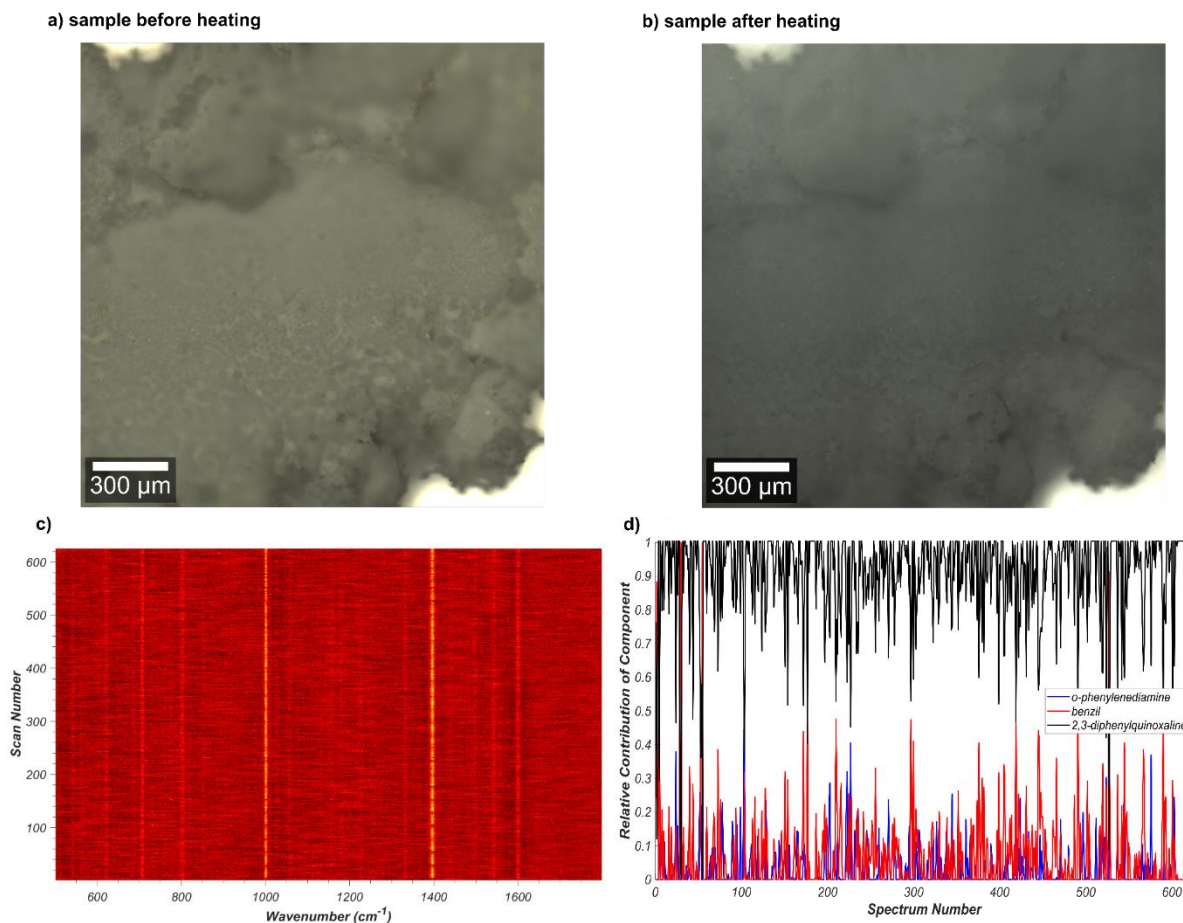 a) sample before heating
b) sample after heating
300 µm
300 µm
c)
600
500
400
300
200
100
Scan Number
600 800 1000 1200 1400 1600
Wavenumber (cm⁻¹)
d)
1
0.9
0.8
0.7
0.6
0.5
0.4
0.3
0.2
0.1
0
Relative Contribution of Component
o-phenylenediamine
benzil
2,3-diphenylquinoxaline
0 100 200 300 400 500 600
Spectrum Number